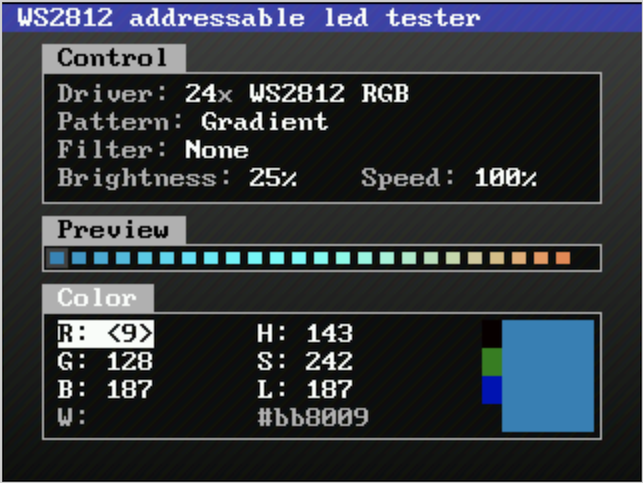 WS2812 addressable led tester
Control
Driver: 24x WS2812 RGB
Pattern: Gradient
Filter: None
Brightness: 25% Speed: 100%
Preview
Color
R: <9> H: 143
G: 128 S: 242
B: 187 L: 187
W: #bb8009